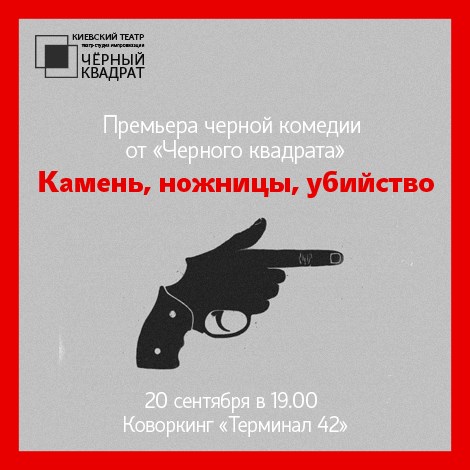 КИЕВСКИЙ ТЕАТР
театр-студия импровизации
ЧЁРНЫЙ
КВАДРАТ
Премьера черной комедии
от «Черного квадрата»
Камень, ножницы, убийство
20 сентября в 19.00
Коворкинг «Терминал 42»